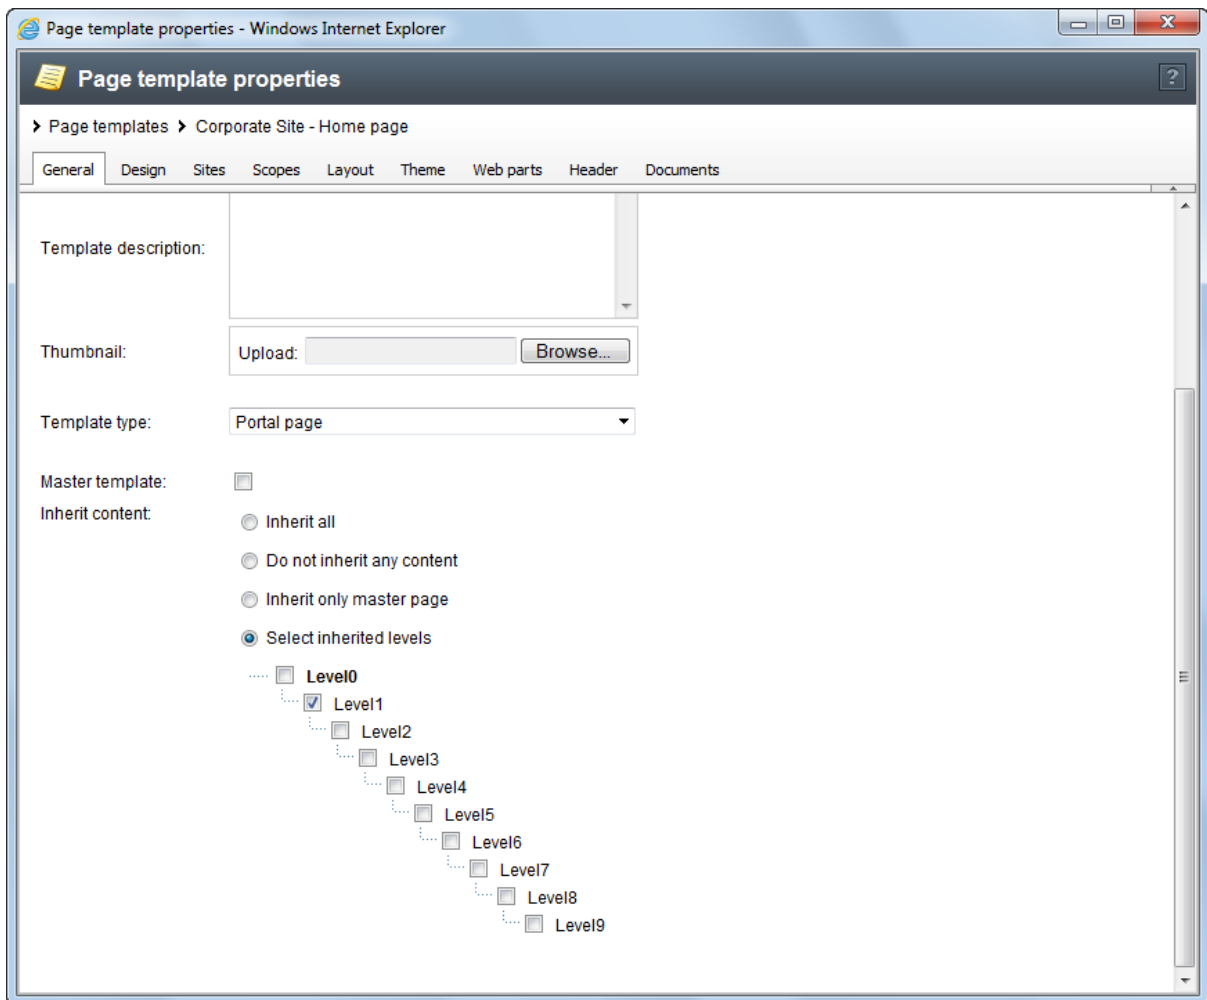 Page template properties - Windows Internet Explorer
Page template properties ?
Page templates Corporate Site - Home page
General Design Sites Scopes Layout Theme Web parts Header Documents
Template description:
Thumbnail: Upload: Browse...
Template type: Portal page
Master template:
Inherit content:
Inherit all
Do not inherit any content
Inherit only master page
Select inherited levels
Level0
Level1
Level2
Level3
Level4
Level5
Level6
Level7
Level8
Level9